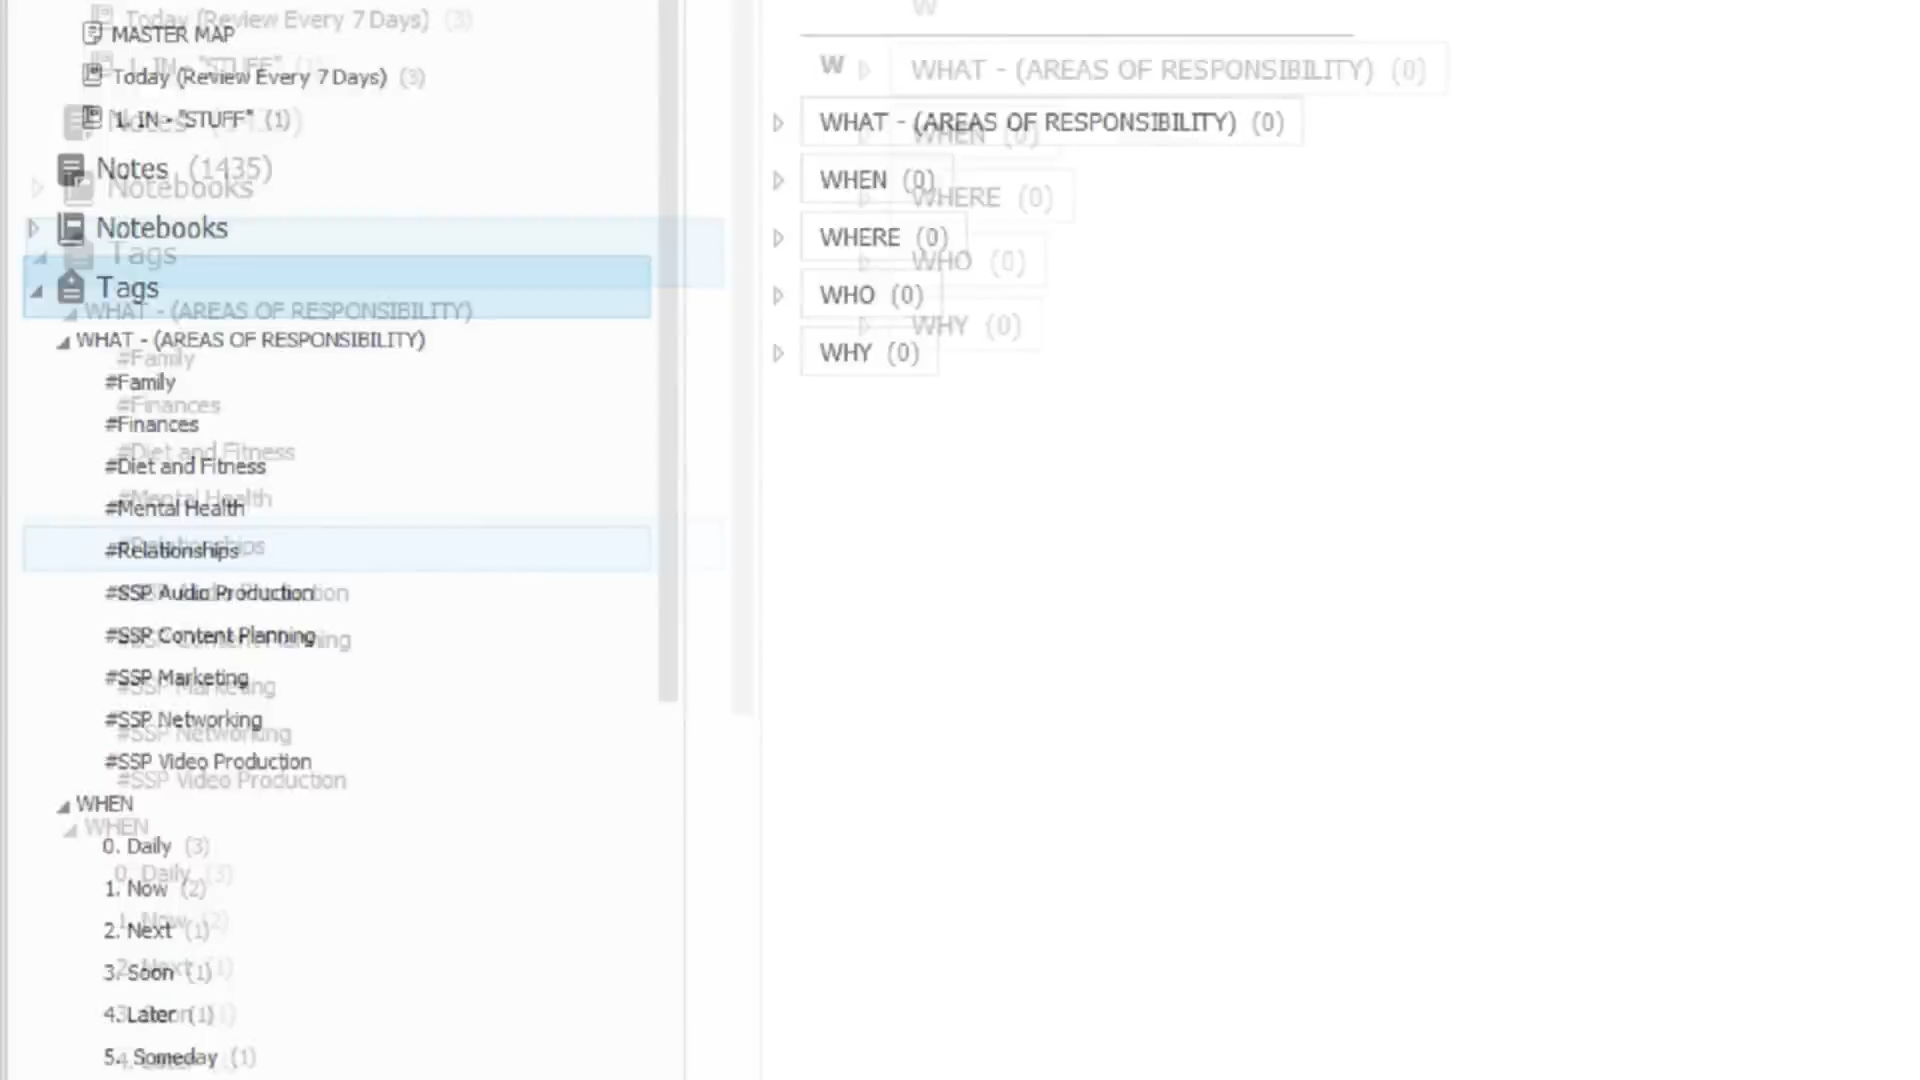 MASTER MAP
Today (Review Every 7 Days) (3)
1. IN - "STUFF" (1)
Notes (1435)
Notebooks
Tags
WHAT - (AREAS OF RESPONSIBILITY)
#Family
#Finances
#Diet and Fitness
#Mental Health
#Relationships
#SSP Audio Production
#SSP Content Planning
#SSP Marketing
#SSP Networking
#SSP Video Production
WHEN
0. Daily (3)
1. Now (2)
2. Next (1)
3. Soon (1)
4. Later (1)
5. Someday (1)
W
WHAT - (AREAS OF RESPONSIBILITY) (0)
WHEN (0)
WHERE (0)
WHO (0)
WHY (0)